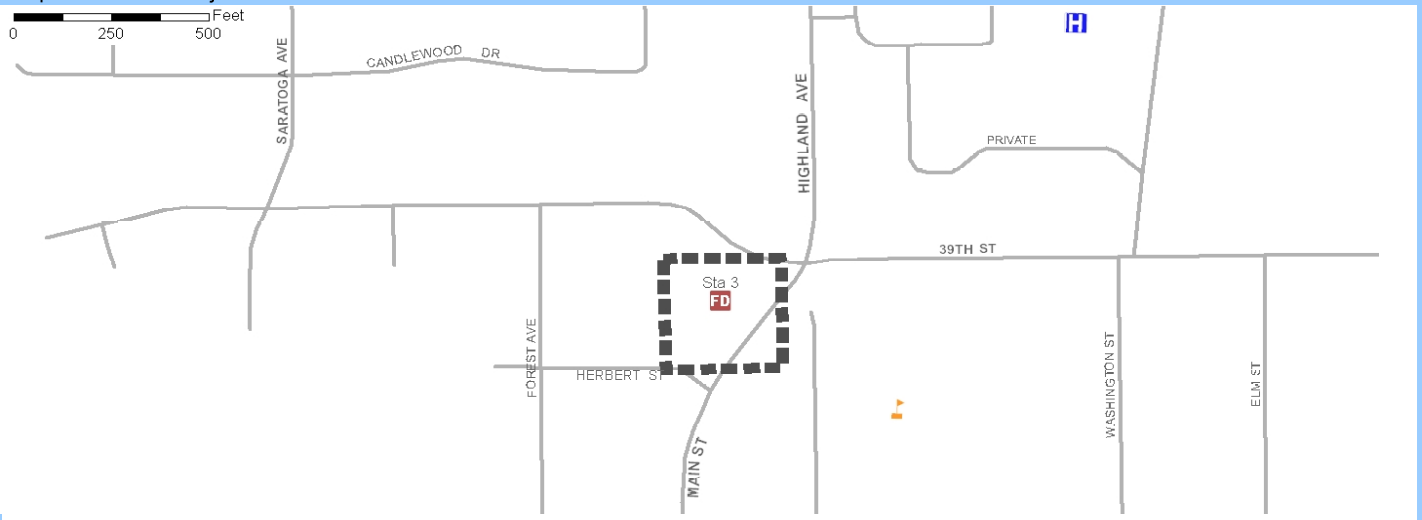 Feet
0 250 500
SARATOGA AVE
CANDLEWOOD DR
HIGHLAND AVE
H
PRIVATE
39TH ST
Sta 3
FD
FOREST AVE
HERBERT ST
MAIN ST
WASHINGTON ST
ELM ST